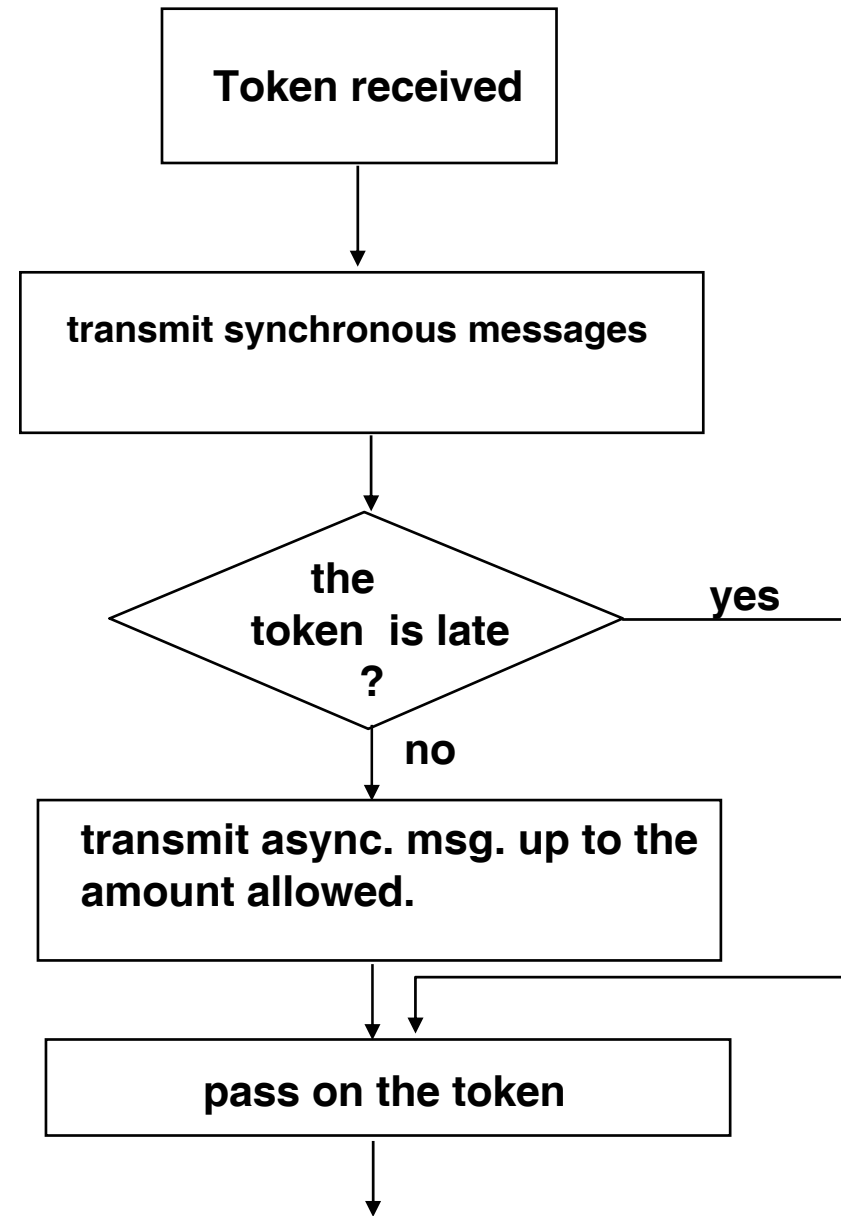 Token received
transmit synchronous messages
the
token is late
?
yes
no
transmit async. msg. up to the
amount allowed.
pass on the token